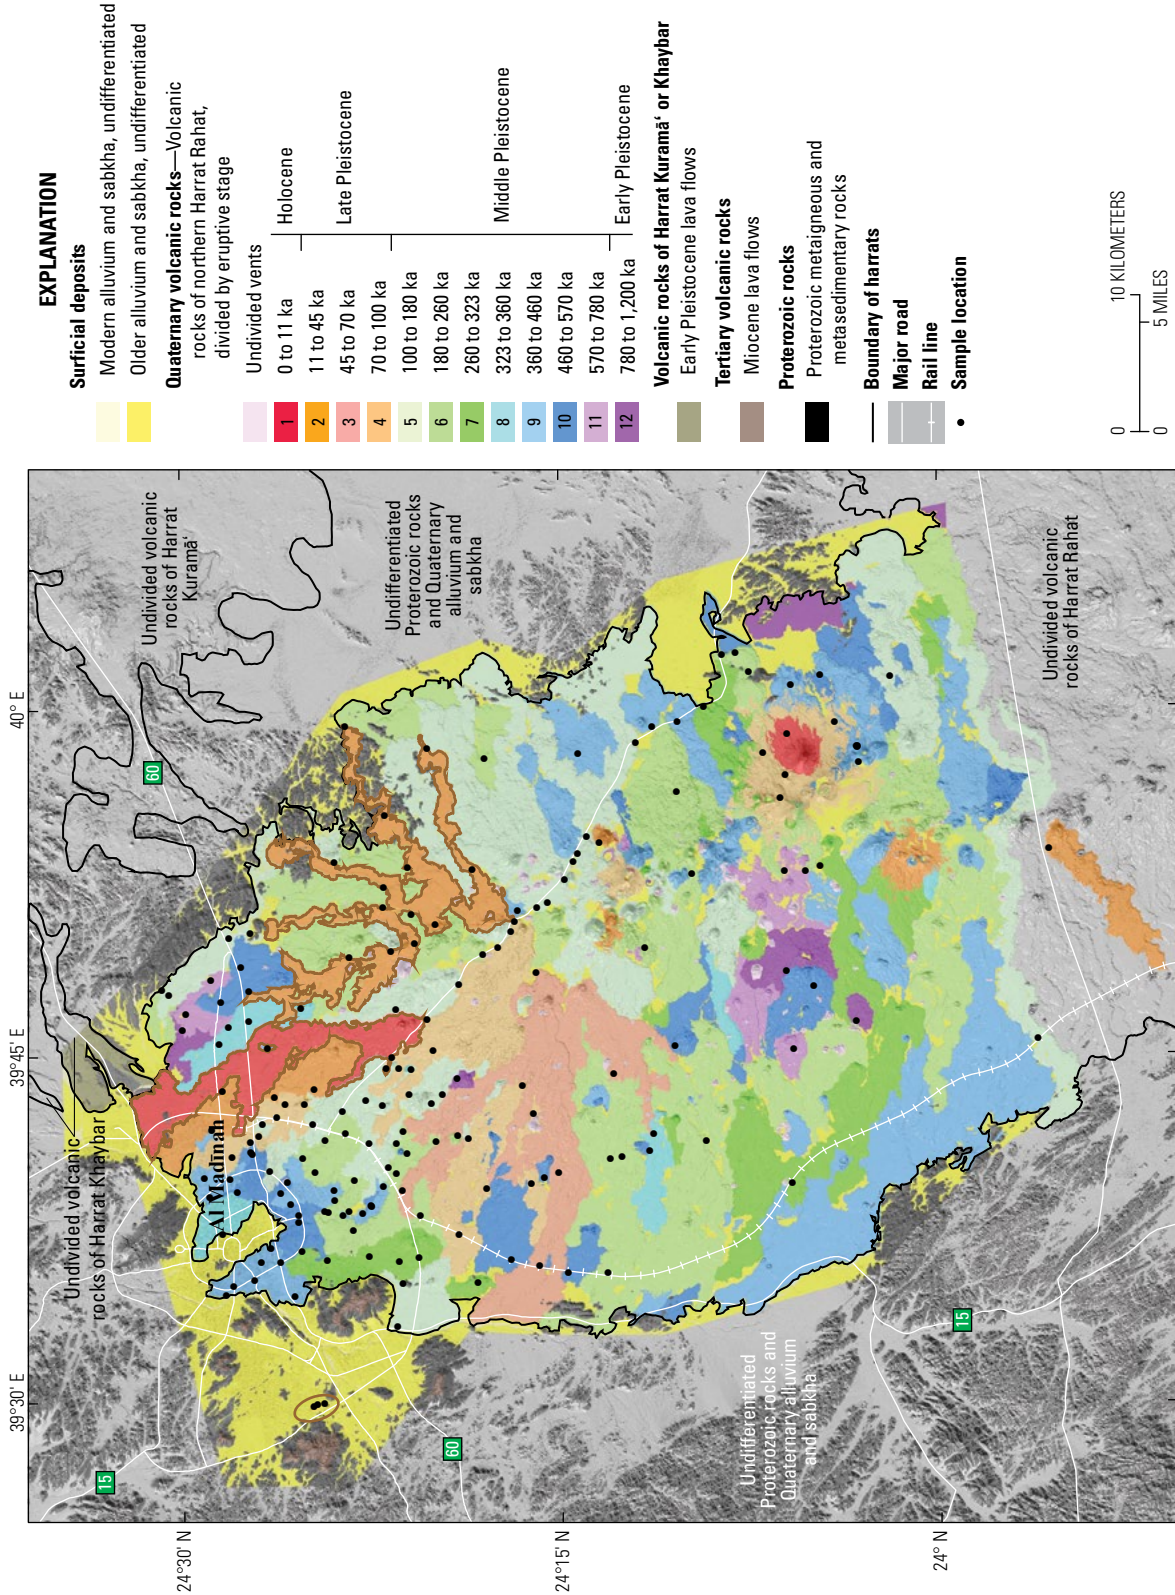 EXPLANATION
Surficial deposits
Modern alluvium and sabkha, undifferentiated
Older alluvium and sabkha, undifferentiated
Quaternary volcanic rocks—Volcanic
rocks of northern Harrat Rahat,
divided by eruptive stage
Undivided vents
1 0 to 11 ka
Holocene
2 11 to 45 ka
3 45 to 70 ka
Late Pleistocene
4 70 to 100 ka
5 100 to 180 ka
6 180 to 260 ka
7 260 to 323 ka
8 323 to 360 ka
Middle Pleistocene
9 360 to 460 ka
10 460 to 570 ka
11 570 to 780 ka
12 780 to 1,200 ka
Early Pleistocene
Volcanic rocks of Harrat Kuramāʿ or Khaybar
Early Pleistocene lava flows
Tertiary volcanic rocks
Miocene lava flows
Proterozoic rocks
Proterozoic metaigneous and
metasedimentary rocks
Boundary of harrats
Major road
Rail line
Sample location
0 10 KILOMETERS
0 5 MILES
39°30' E
39°45' E
40° E
24°30' N
24°15' N
24° N
Undivided volcanic
rocks of Harrat Khaybar
Undivided volcanic
rocks of Harrat
Kuramāʿ
Undifferentiated
Proterozoic rocks
and Quaternary
alluvium and
sabkha
Al Madīnah
Undifferentiated
Proterozoic rocks and
Quaternary alluvium
and sabkha
Undivided volcanic
rocks of Harrat Rahat
15
60
60
15